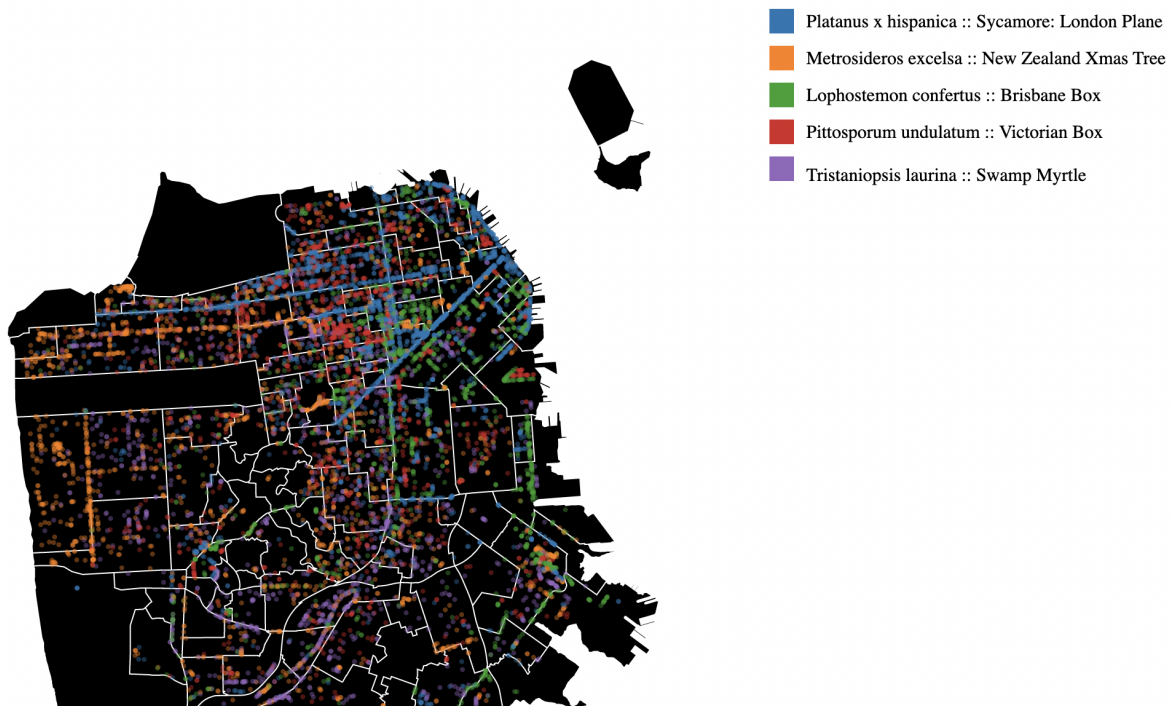 Platanus x hispanica :: Sycamore: London Plane
Metrosideros excelsa :: New Zealand Xmas Tree
Lophostemon confertus :: Brisbane Box
Pittosporum undulatum :: Victorian Box
Tristaniopsis laurina :: Swamp Myrtle